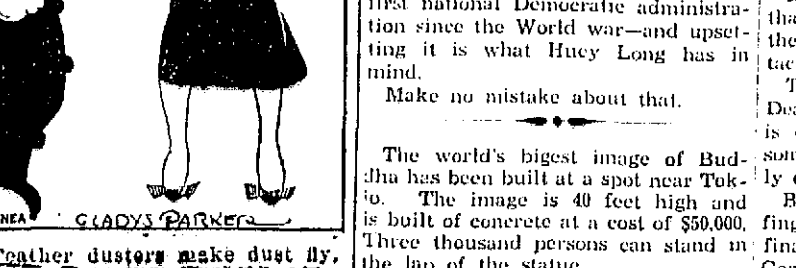 NEA
GLADYS PARKER
Feather dusters make dust fly,
first national Democratic administra-
tion since the World war—and upset-
ting it is what Huey Long has in
mind.
Make no mistake about that.
The world's bigest image of Bud-
dha has been built at a spot near Tok-
io. The image is 40 feet high and
is built of concrete at a cost of $50,000.
Three thousand persons can stand in
the lap of the statue
tha
the
tac
T
Dea
is
som
ly
B
fing
fina